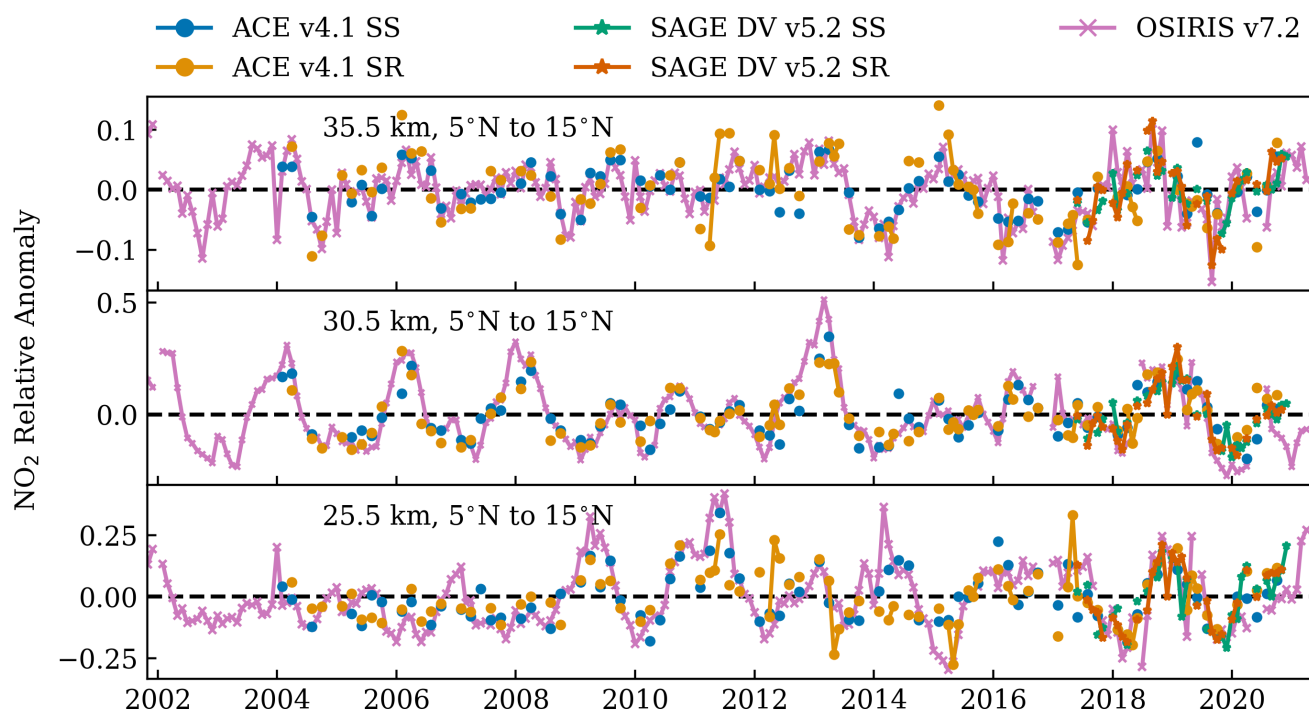 ACE v4.1 SS
SAGE DV v5.2 SS
OSIRIS v7.2
ACE v4.1 SR
SAGE DV v5.2 SR
35.5 km, 5°N to 15°N
0.1
0.0
−0.1
30.5 km, 5°N to 15°N
0.5
0.0
25.5 km, 5°N to 15°N
0.25
0.00
−0.25
NO₂ Relative Anomaly
2002 2004 2006 2008 2010 2012 2014 2016 2018 2020